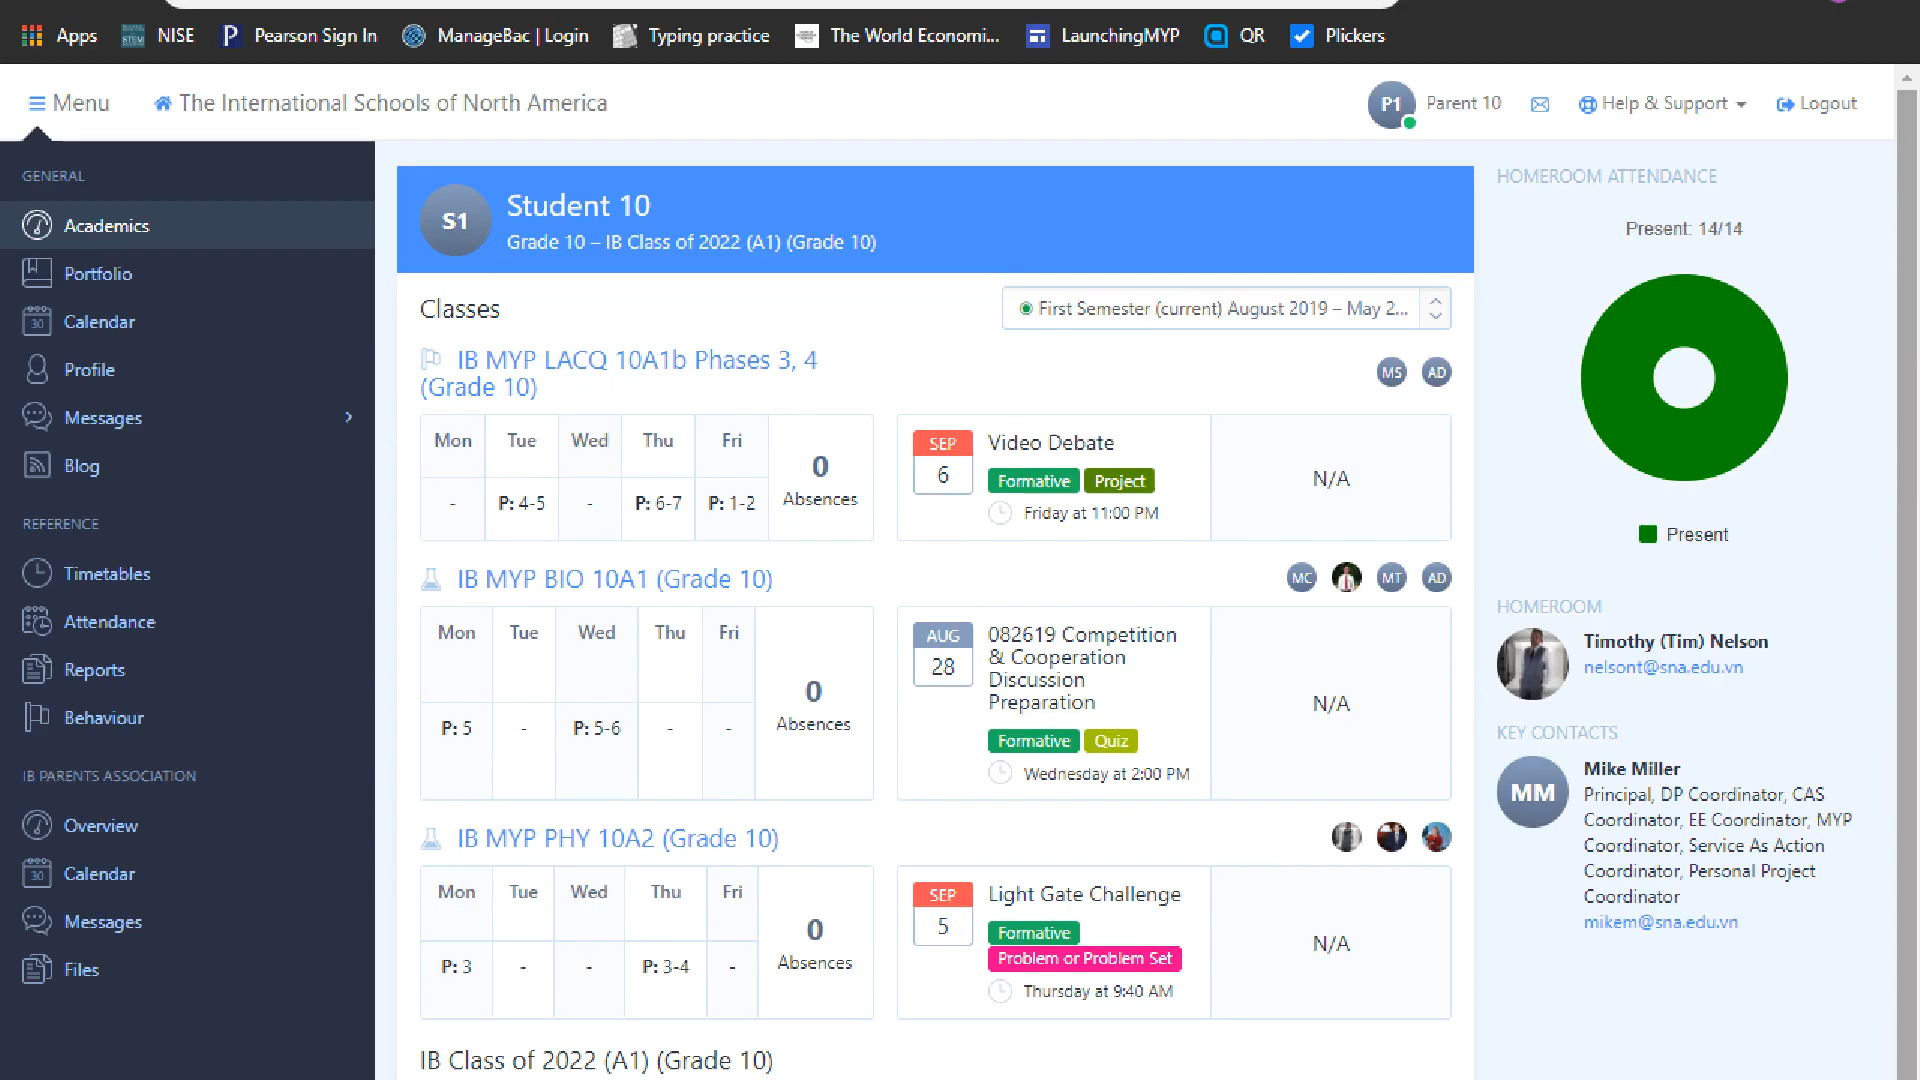 Apps NISE Pearson Sign In ManageBac | Login Typing practice The World Economi... LaunchingMYP QR Plickers
Menu The International Schools of North America P1 Parent 10 Help & Support Logout
GENERAL
Academics
Portfolio
Calendar
Profile
Messages
Blog
REFERENCE
Timetables
Attendance
Reports
Behaviour
IB PARENTS ASSOCIATION
Overview
Calendar
Messages
Files
S1
Student 10
Grade 10 – IB Class of 2022 (A1) (Grade 10)
Classes
First Semester (current) August 2019 – May 2...
IB MYP LACQ 10A1b Phases 3, 4
(Grade 10)
MS AD
Mon Tue Wed Thu Fri
- P: 4-5 - P: 6-7 P: 1-2
0
Absences
SEP
6
Video Debate
Formative Project
Friday at 11:00 PM
N/A
IB MYP BIO 10A1 (Grade 10)
MC MT AD
Mon Tue Wed Thu Fri
P: 5 - P: 5-6 - -
0
Absences
AUG
28
082619 Competition
& Cooperation
Discussion
Preparation
Formative Quiz
Wednesday at 2:00 PM
N/A
IB MYP PHY 10A2 (Grade 10)
Mon Tue Wed Thu Fri
P: 3 - - P: 3-4 -
0
Absences
SEP
5
Light Gate Challenge
Formative
Problem or Problem Set
Thursday at 9:40 AM
N/A
IB Class of 2022 (A1) (Grade 10)
HOMEROOM ATTENDANCE
Present: 14/14
Present
HOMEROOM
Timothy (Tim) Nelson
nelsont@sna.edu.vn
KEY CONTACTS
MM
Mike Miller
Principal, DP Coordinator, CAS
Coordinator, EE Coordinator, MYP
Coordinator, Service As Action
Coordinator, Personal Project
Coordinator
mikem@sna.edu.vn